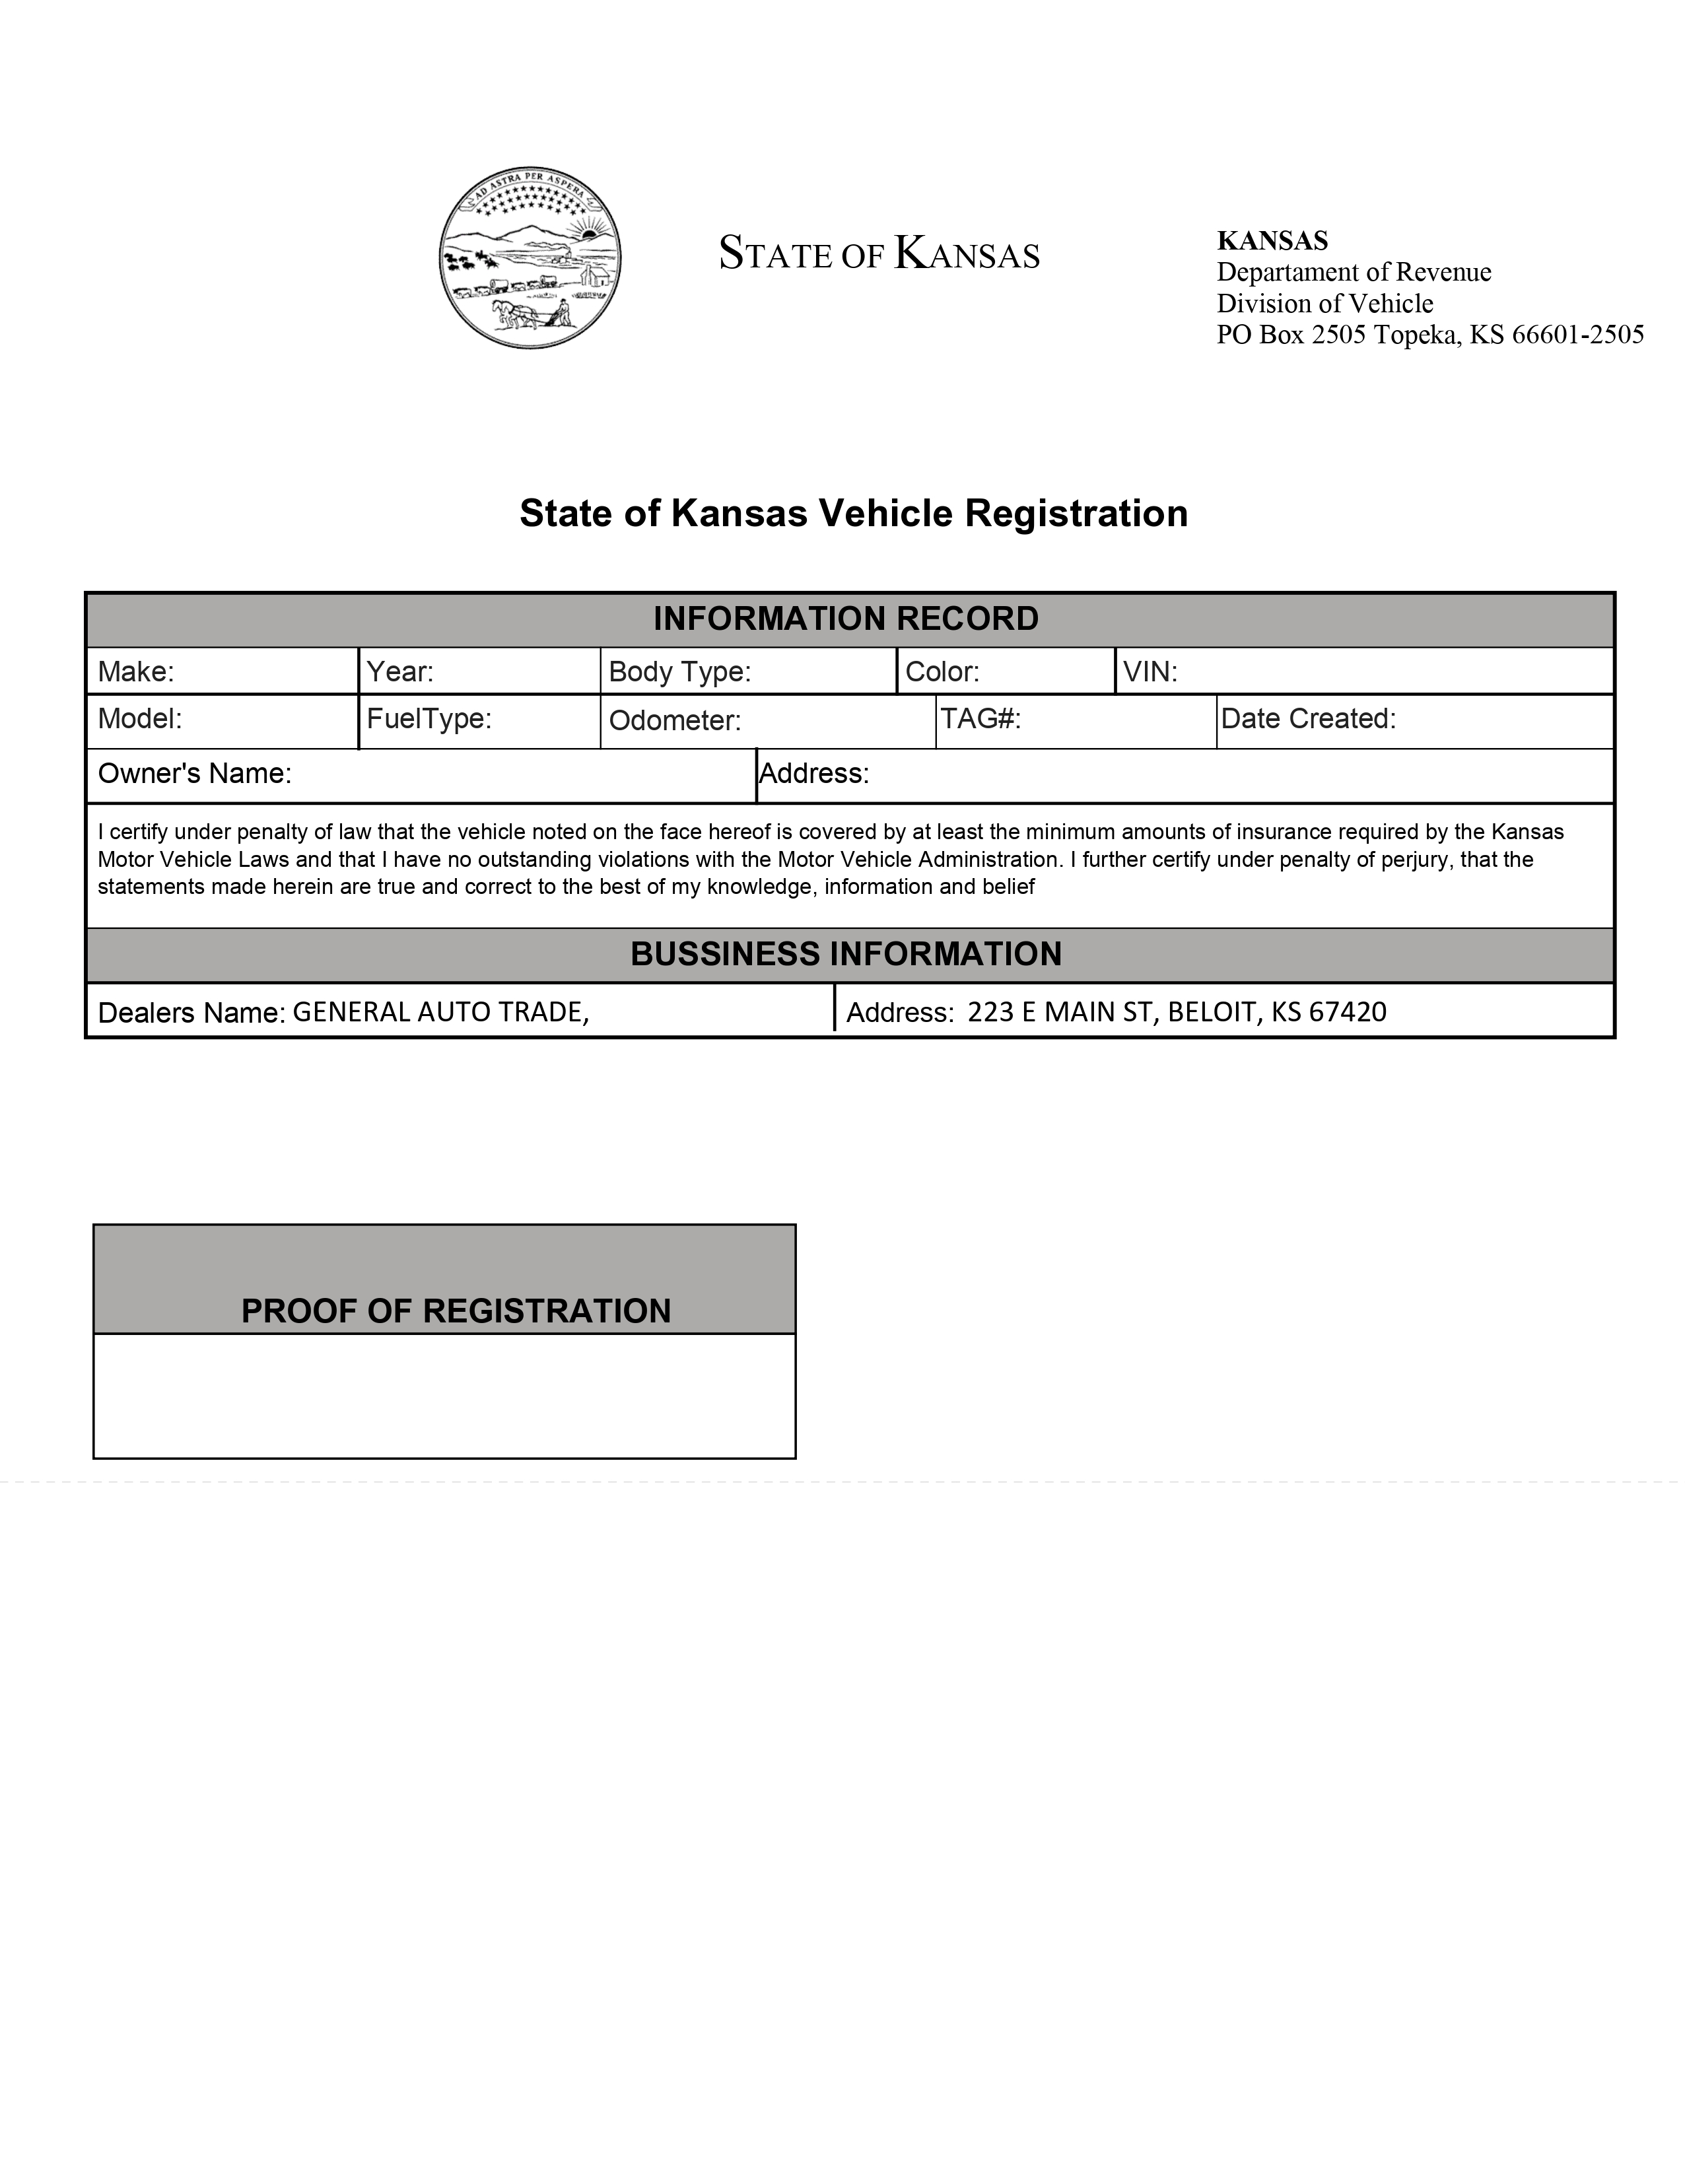 AD ASTRA PER ASPERA
STATE OF KANSAS
KANSAS
Departament of Revenue
Division of Vehicle
PO Box 2505 Topeka, KS 66601-2505
State of Kansas Vehicle Registration
INFORMATION RECORD
Make: Year: Body Type: Color: VIN:
Model: FuelType: Odometer: TAG#: Date Created:
Owner's Name: Address:
I certify under penalty of law that the vehicle noted on the face hereof is covered by at least the minimum amounts of insurance required by the Kansas
Motor Vehicle Laws and that I have no outstanding violations with the Motor Vehicle Administration. I further certify under penalty of perjury, that the
statements made herein are true and correct to the best of my knowledge, information and belief
BUSSINESS INFORMATION
Dealers Name: GENERAL AUTO TRADE, Address: 223 E MAIN ST, BELOIT, KS 67420
PROOF OF REGISTRATION